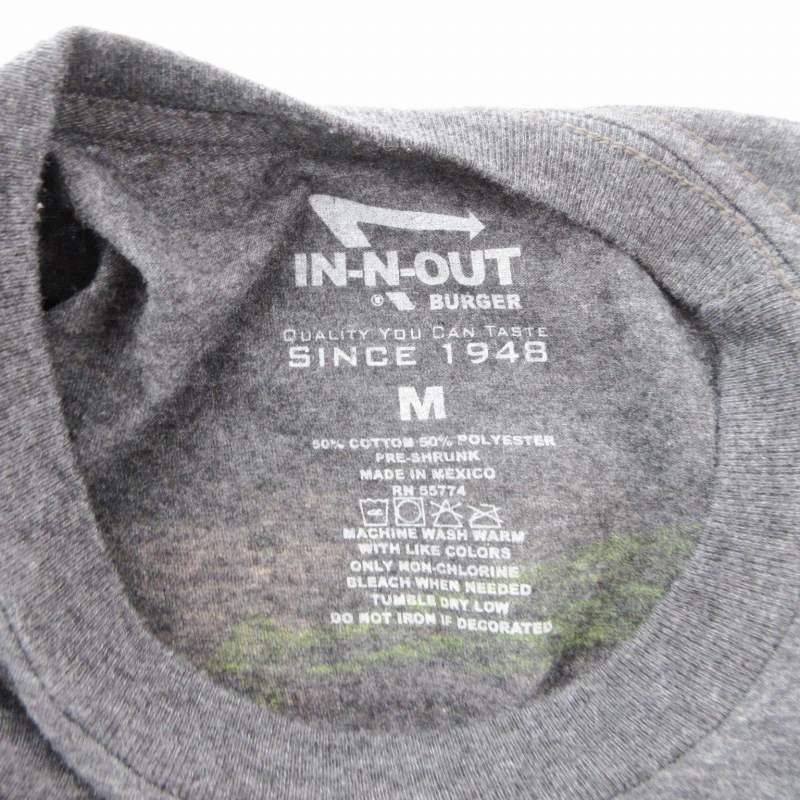 IN-N-OUT
® BURGER
QUALITY YOU CAN TASTE
SINCE 1948
M
50% COTTON 50% POLYESTER
PRE-SHRUNK
MADE IN MEXICO
RN 55774
MACHINE WASH WARM
WITH LIKE COLORS
ONLY NON-CHLORINE
BLEACH WHEN NEEDED
TUMBLE DRY LOW
DO NOT IRON IF DECORATED